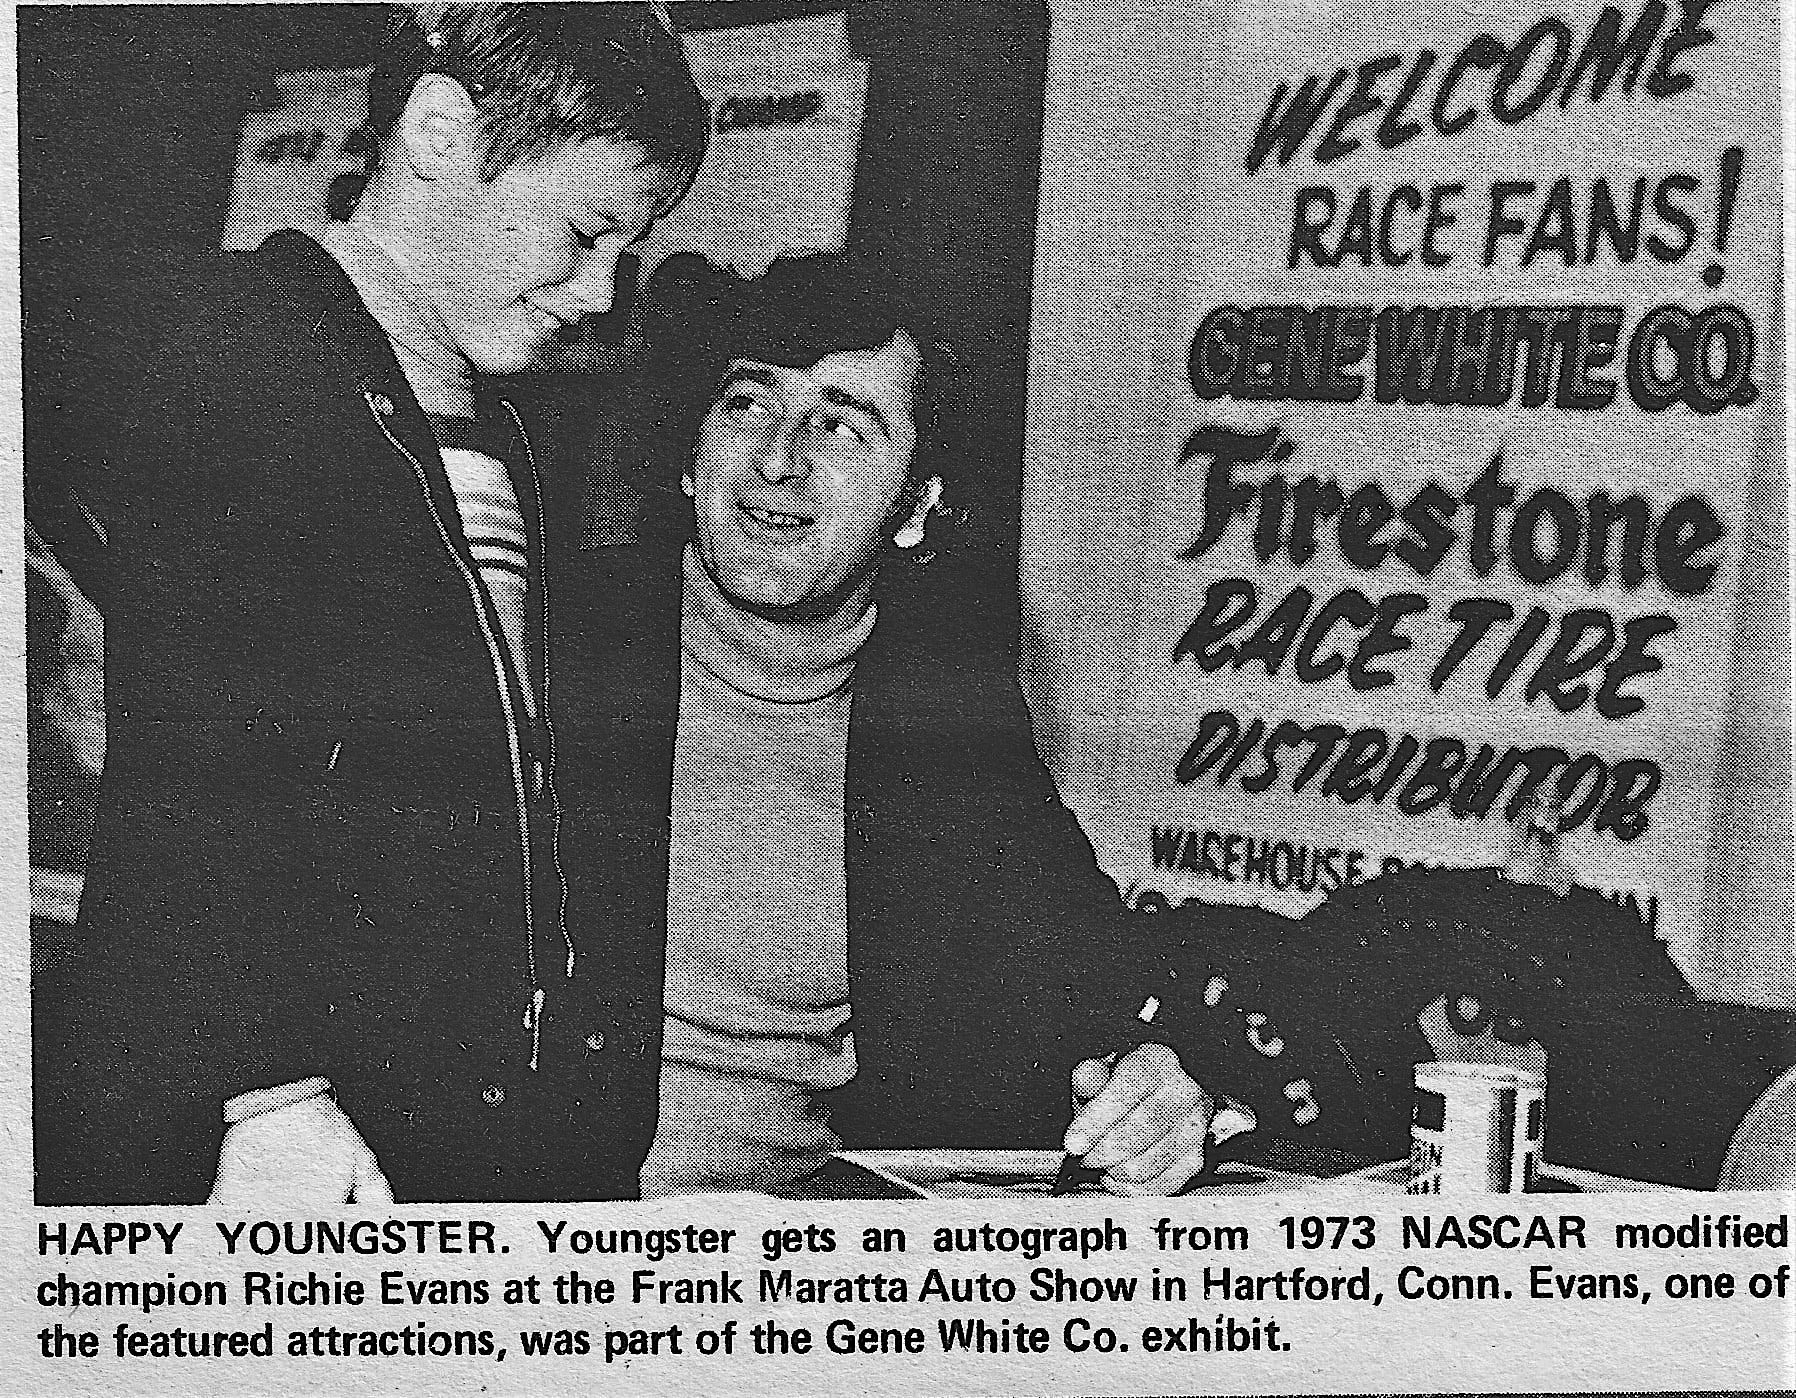 WELCOME
RACE FANS!
GENE WHITE CO.
Firestone
RACE TIRE
DISTRIBUTOR
WAREHOUSE
HAPPY YOUNGSTER. Youngster gets an autograph from 1973 NASCAR modified
champion Richie Evans at the Frank Maratta Auto Show in Hartford, Conn. Evans, one of
the featured attractions, was part of the Gene White Co. exhibit.